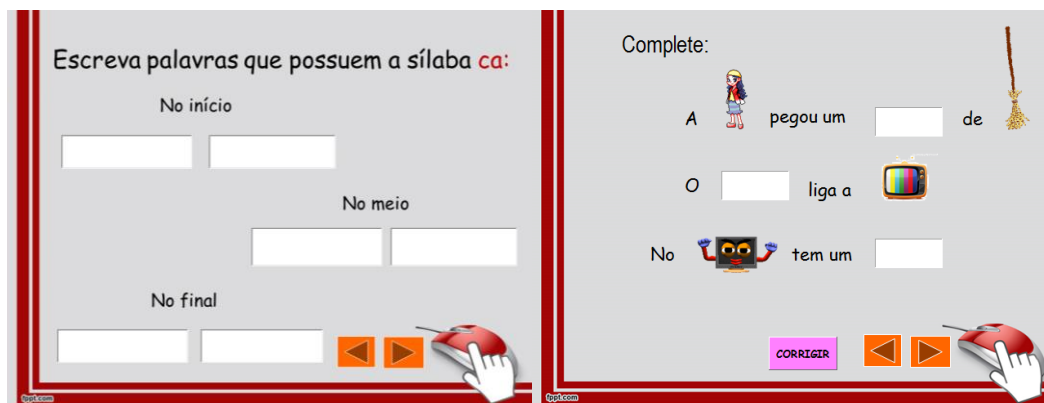 Escreva palavras que possuem a sílaba ca:
No início
No meio
No final
fppt.com
Complete:
A pegou um de
O liga a
No tem um
CORRIGIR
fppt.com